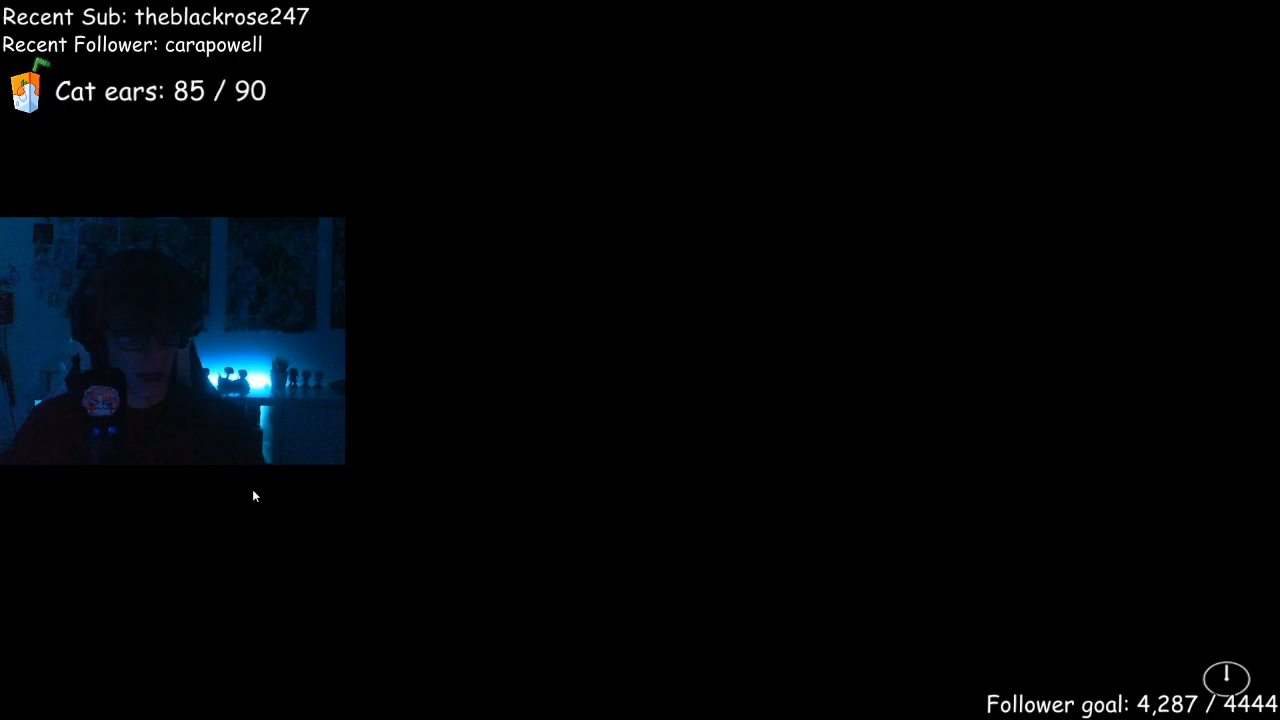 Recent Sub: theblackrose247
Recent Follower: carapowell
Cat ears: 85 / 90
Follower goal: 4,287 / 4444